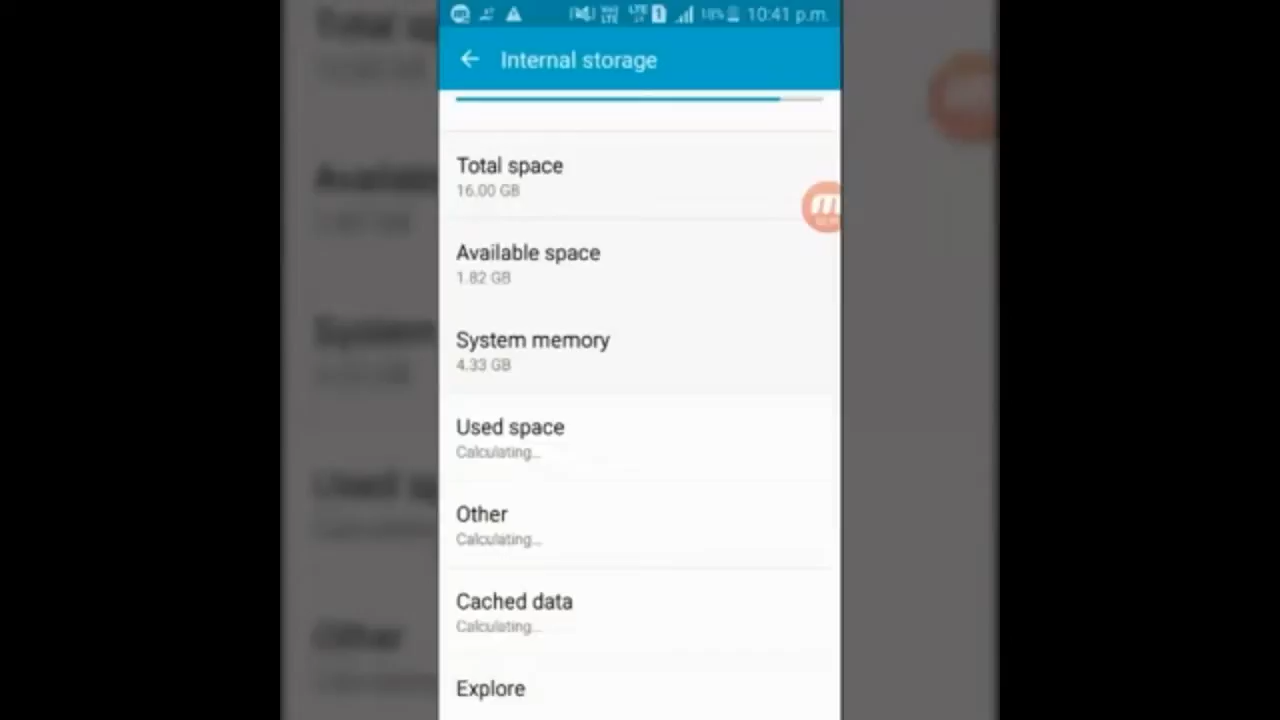 18% 10:41 p.m.
Internal storage
Total space
16.00 GB
Available space
1.82 GB
System memory
4.33 GB
Used space
Calculating...
Other
Calculating...
Cached data
Calculating...
Explore